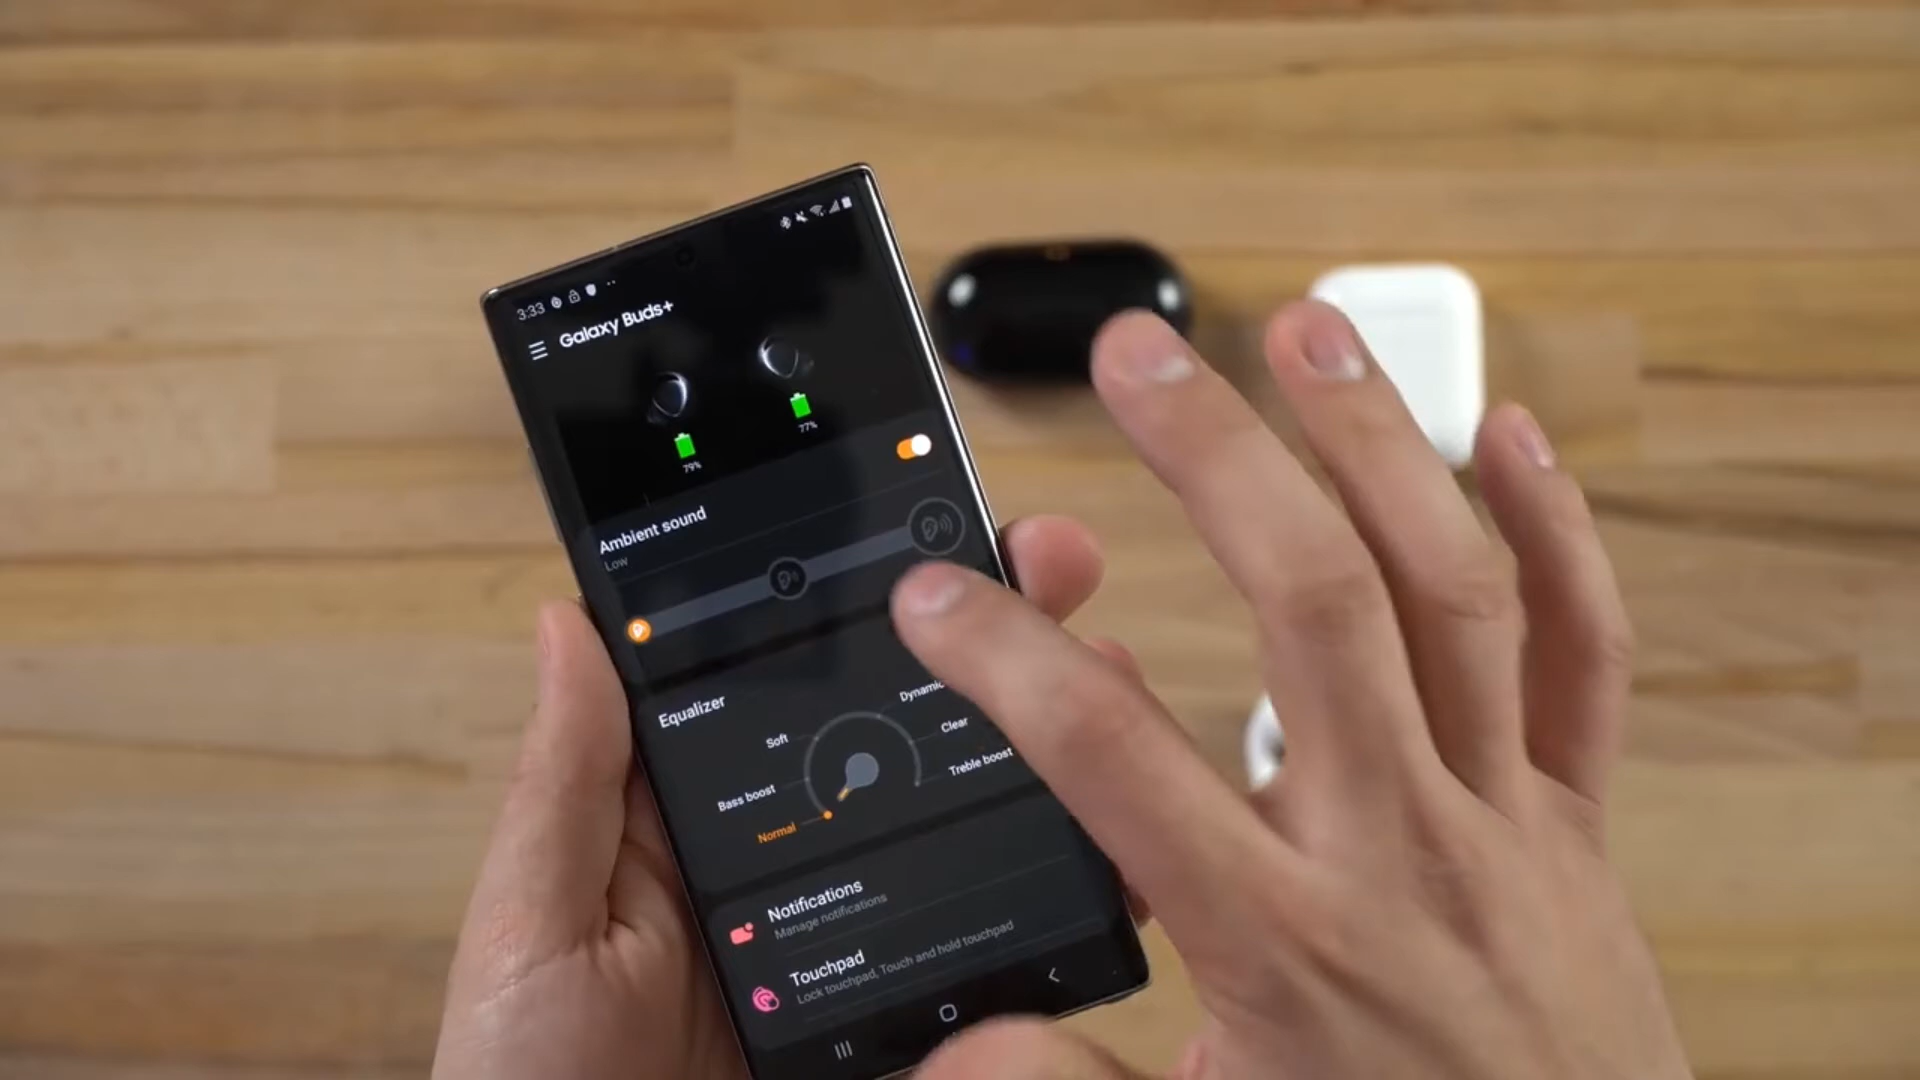 3:33
Galaxy Buds+
79%
77%
Ambient sound
Low
Equalizer
Soft
Dynamic
Bass boost
Clear
Normal
Treble boost
Notifications
Manage notifications
Touchpad
Lock touchpad, Touch and hold touchpad